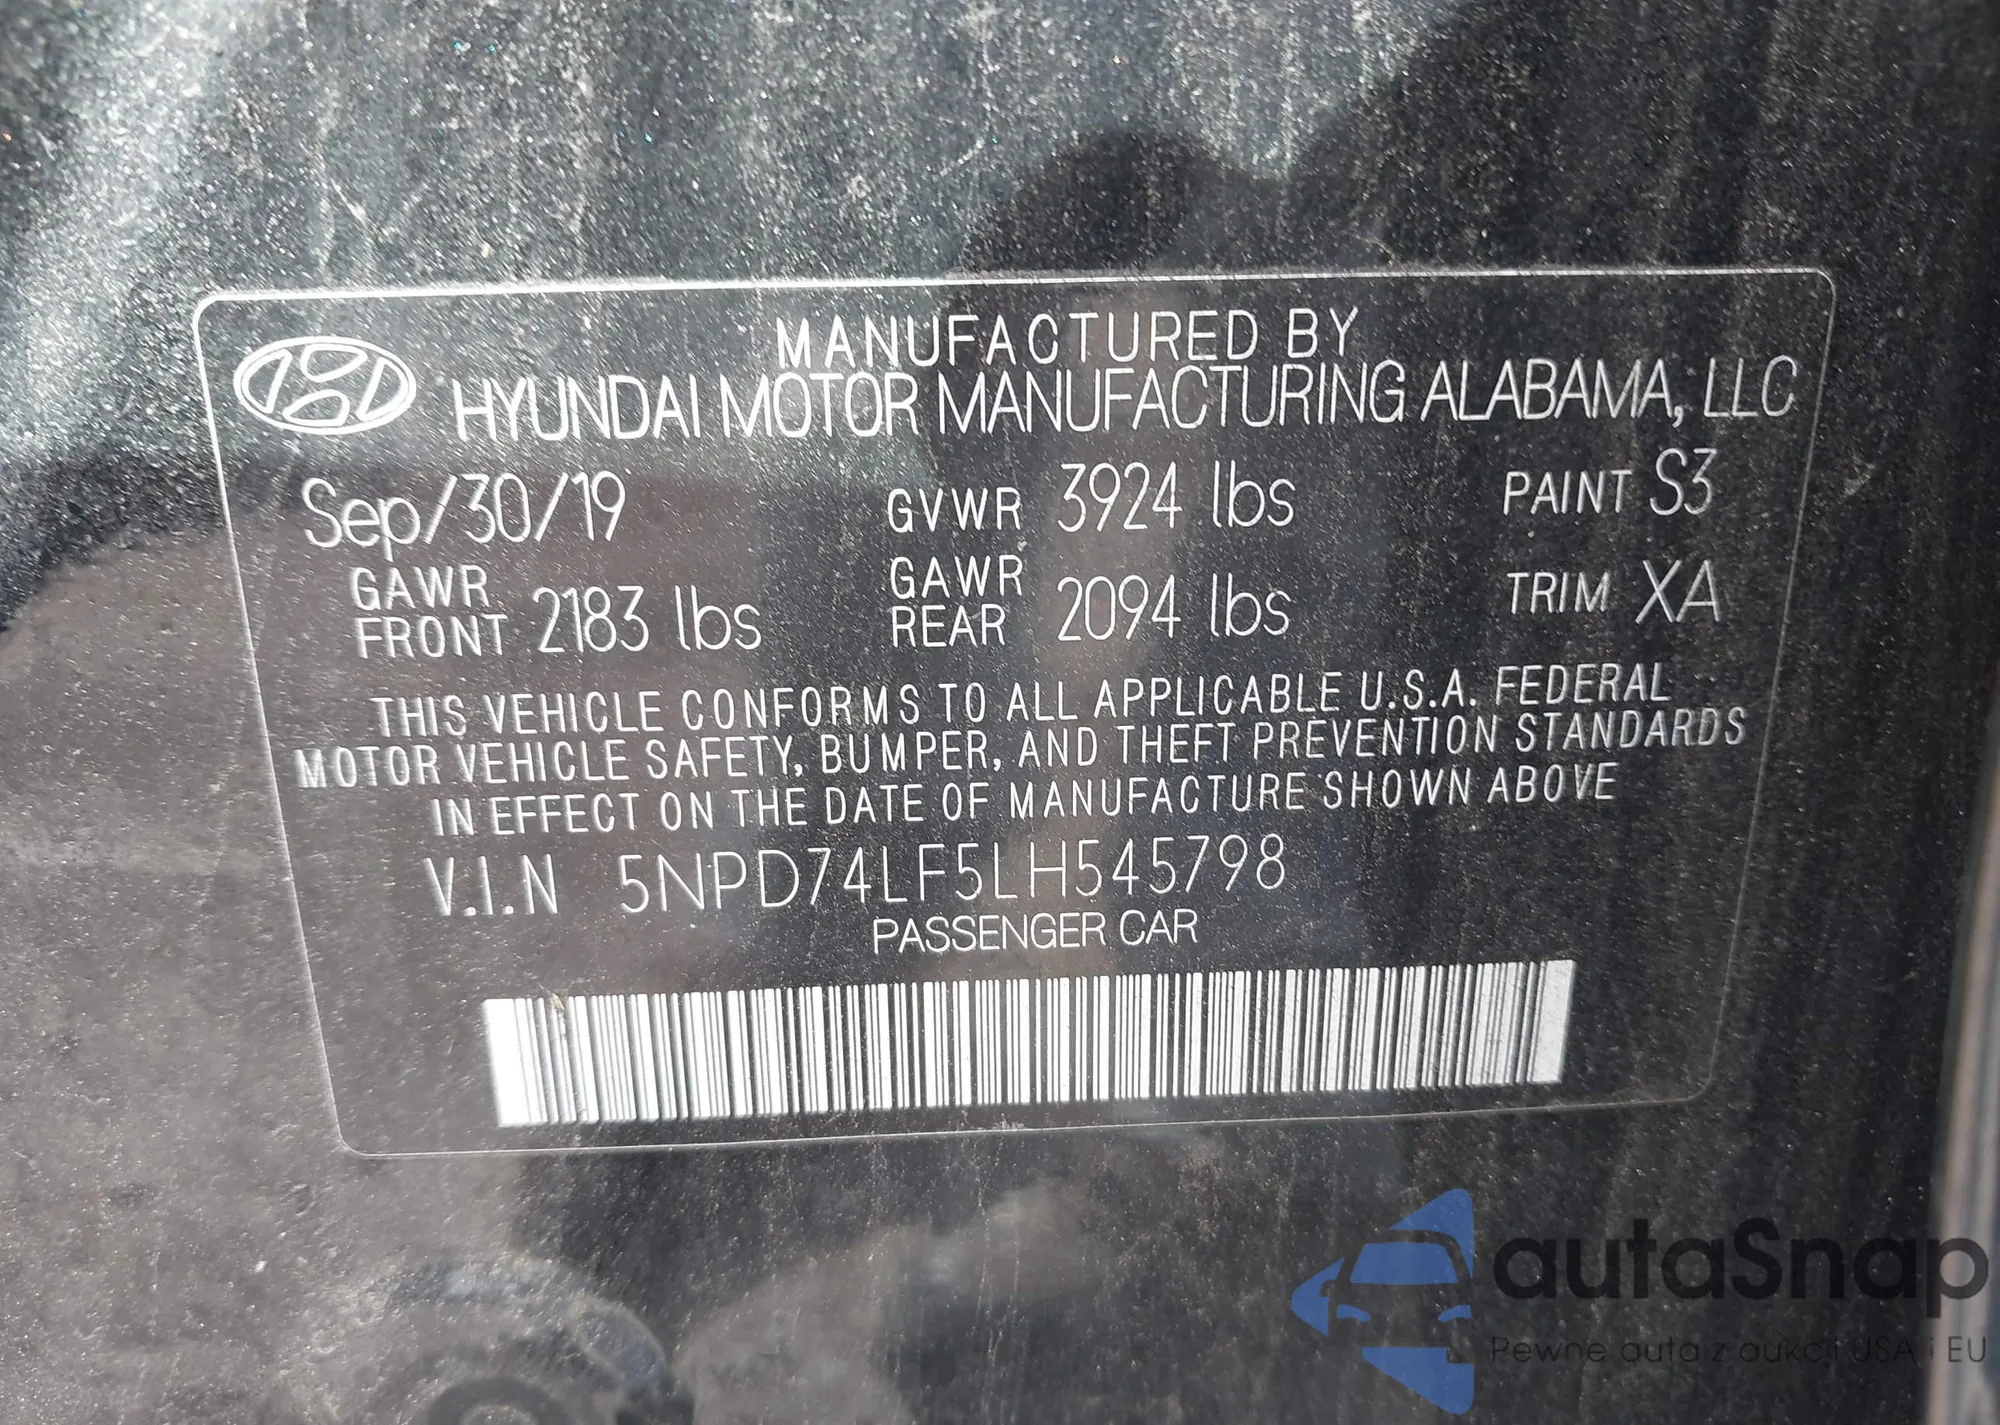 MANUFACTURED BY
HYUNDAI MOTOR MANUFACTURING ALABAMA, LLC
Sep/30/19 GVWR 3924 lbs PAINT S3
GAWR FRONT 2183 lbs GAWR REAR 2094 lbs TRIM XA
THIS VEHICLE CONFORMS TO ALL APPLICABLE U.S.A. FEDERAL
MOTOR VEHICLE SAFETY, BUMPER, AND THEFT PREVENTION STANDARDS
IN EFFECT ON THE DATE OF MANUFACTURE SHOWN ABOVE
V.I.N 5NPD74LF5LH545798
PASSENGER CAR
autaSnap
Pewne auta z aukcji USA i EU